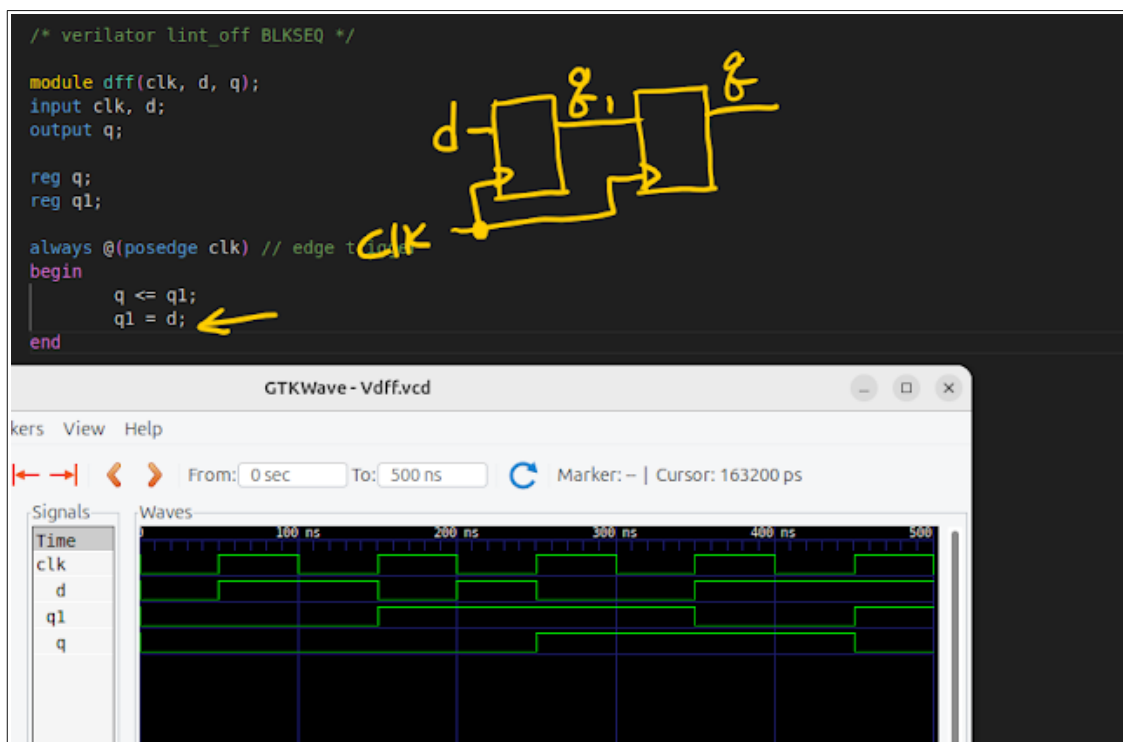 /* verilator lint_off BLKSEQ */
module dff(clk, d, q);
input clk, d;
output q;
reg q;
reg q1;
always @(posedge clk) // edge trigger
begin
q <= q1;
q1 = d;
end
d
q1
q
clk
GTKWave - Vdff.vcd
kers View Help
From: 0 sec To: 500 ns Marker: -- | Cursor: 163200 ps
Signals Waves
Time 100 ns 200 ns 300 ns 400 ns 500
clk
d
q1
q